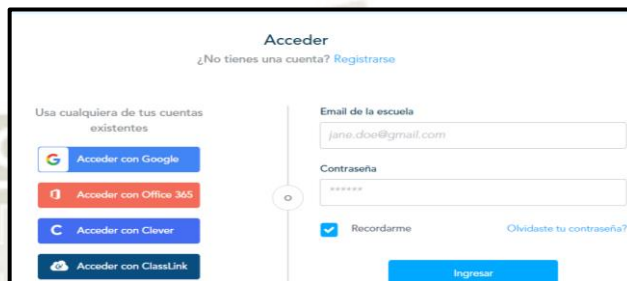 Acceder
¿No tienes una cuenta? Registrarse
Usa cualquiera de tus cuentas
existentes
Acceder con Google
Acceder con Office 365
Acceder con Clever
Acceder con ClassLink
o
Email de la escuela
jane.doe@gmail.com
Contraseña
******
Recordarme
Olvidaste tu contraseña?
Ingresar